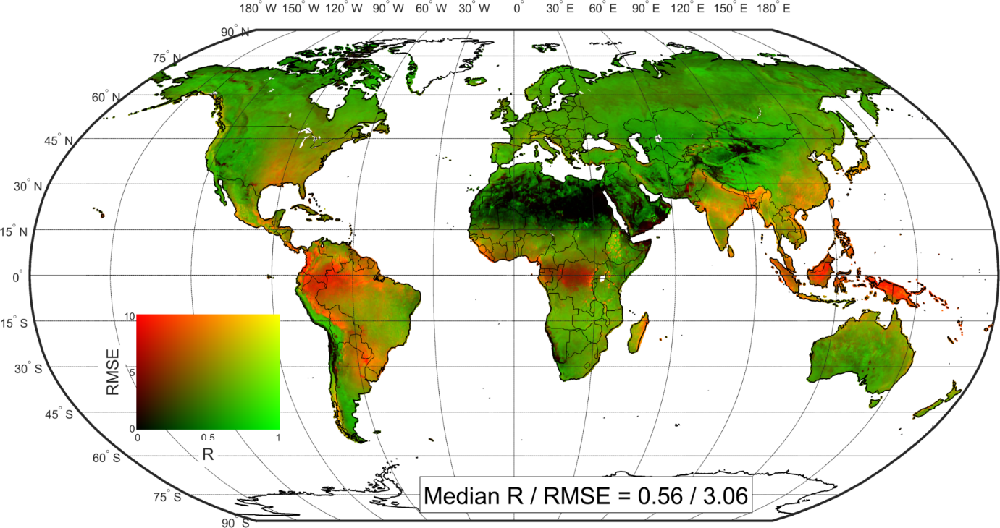 180° W 150° W 120° W 90° W 60° W 30° W 0° 30° E 60° E 90° E 120° E 150° E 180° E
90° N
75° N
60° N
45° N
30° N
15° N
0°
15° S
30° S
45° S
60° S
75° S
90° S
10
5
0
RMSE
0 0.5 1
R
Median R / RMSE = 0.56 / 3.06